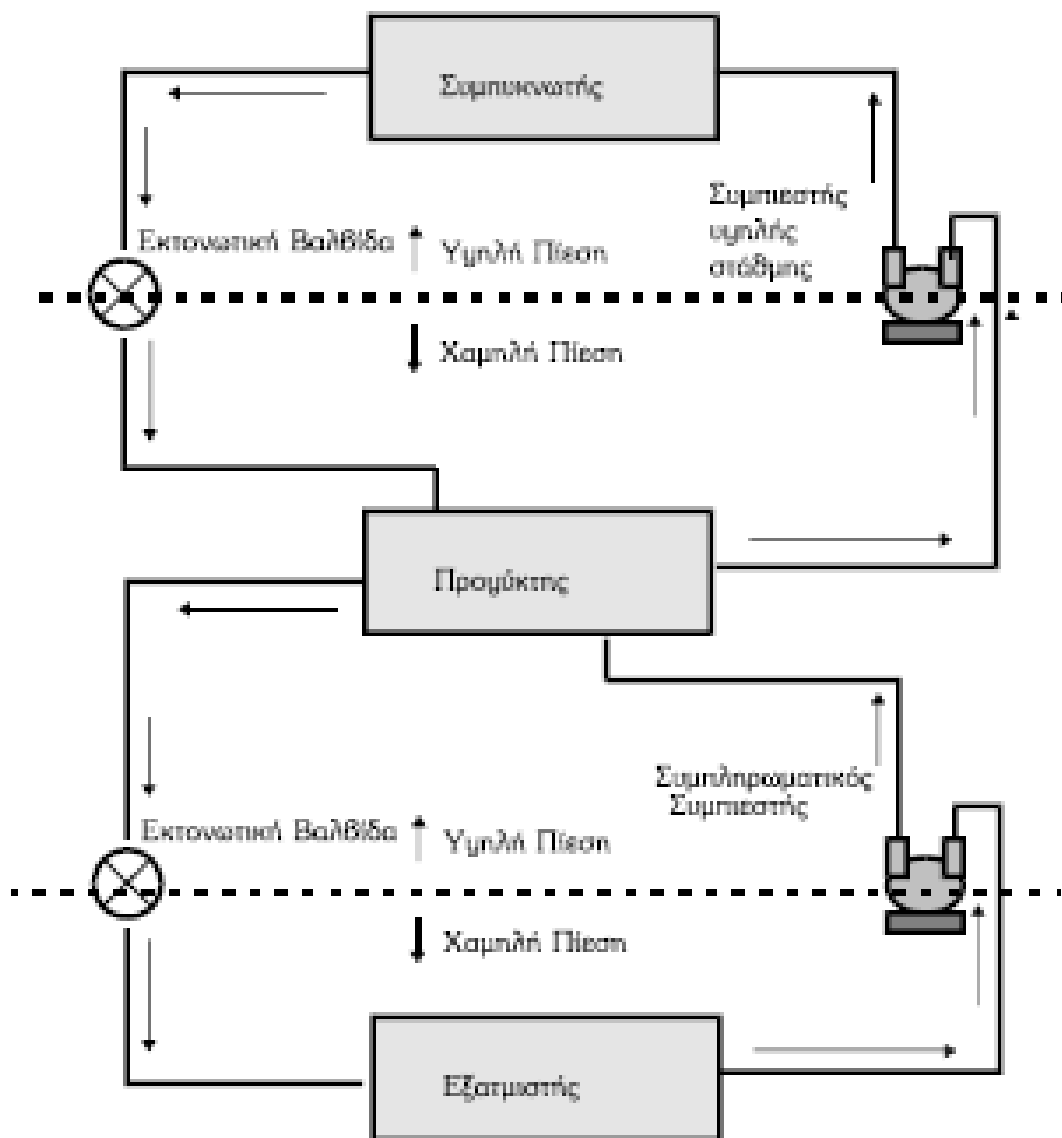 Συμπυκνωτής
Συμπιεστής
υψηλής
στάθμης
Εκτονωτική Βαλβίδα
Υψηλή Πίεση
Χαμηλή Πίεση
Προψύκτης
Συμπληρωματικός
Συμπιεστής
Εκτονωτική Βαλβίδα
Υψηλή Πίεση
Χαμηλή Πίεση
Εξατμιστής